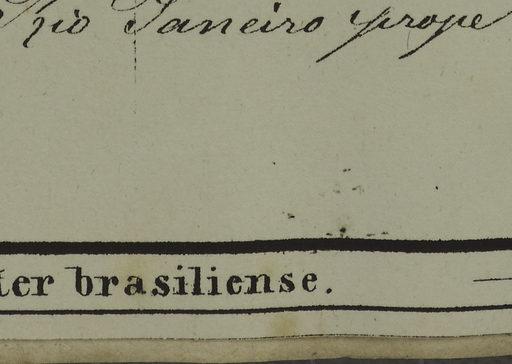 Rio Janeiro prope
ter brasiliense.